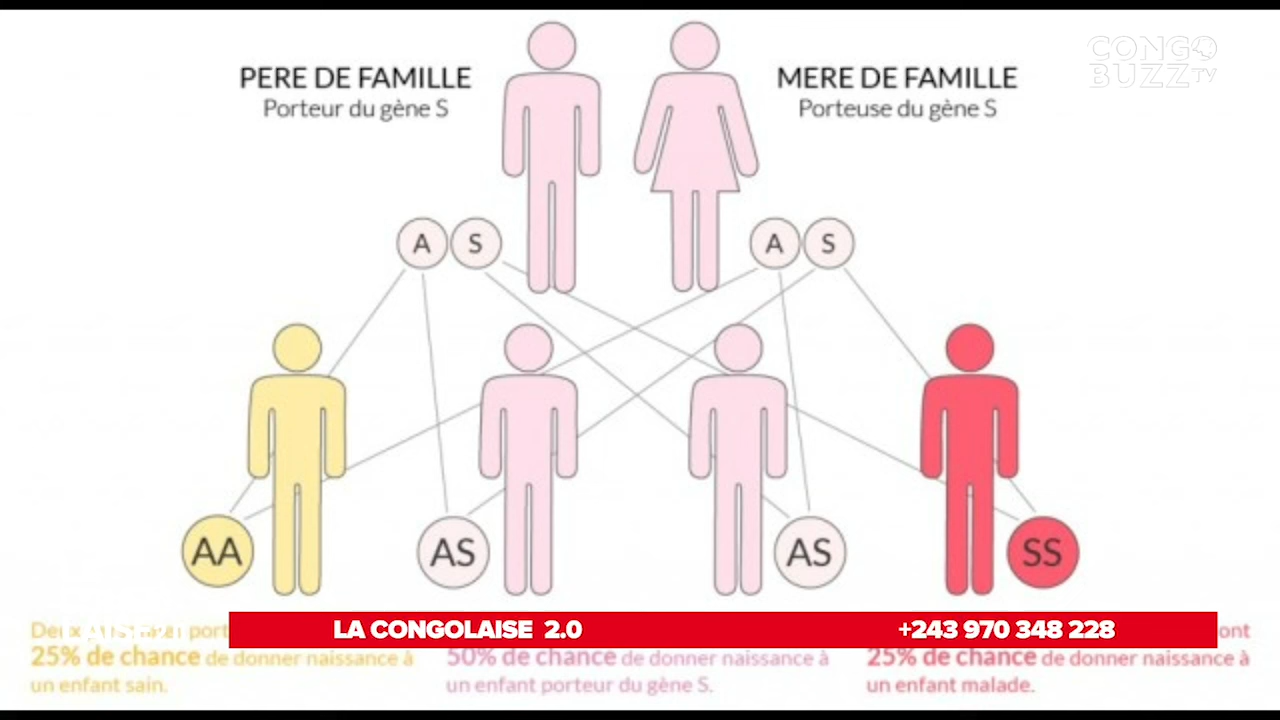 CONGO
BUZZ TV
PERE DE FAMILLE
Porteur du gène S
MERE DE FAMILLE
Porteuse du gène S
A S
A S
AA
AS
AS
SS
LA CONGOLAISE 2.0
+243 970 348 228
ont
25% de chance de donner naissance à
un enfant sain.
50% de chance de donner naissance à
un enfant porteur du gène S.
25% de chance de donner naissance à
un enfant malade.